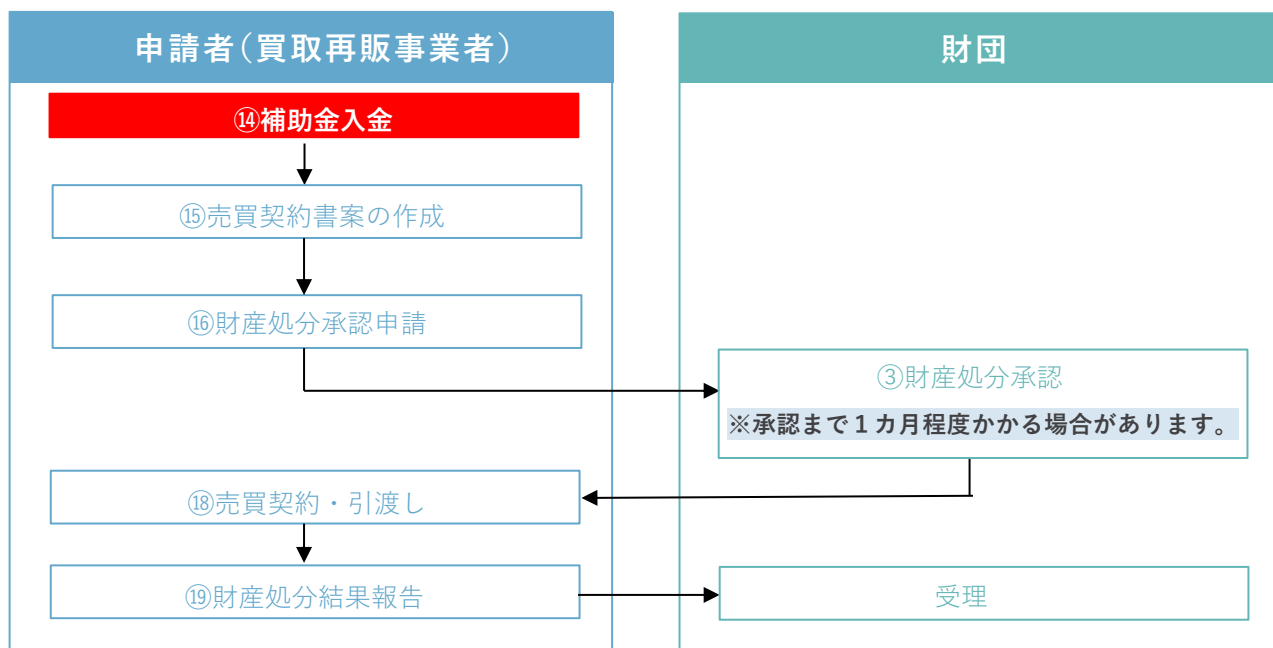 申請者(買取再販事業者)
財団
⑭補助金入金
⑮売買契約書案の作成
⑯財産処分承認申請
③財産処分承認
※承認まで１カ月程度かかる場合があります。
⑱売買契約・引渡し
⑲財産処分結果報告
受理